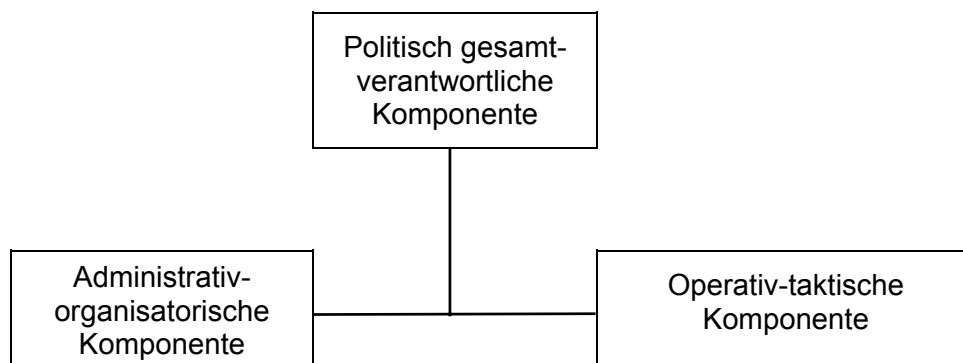 Politisch gesamt-
verantwortliche
Komponente
Administrativ-
organisatorische
Komponente
Operativ-taktische
Komponente